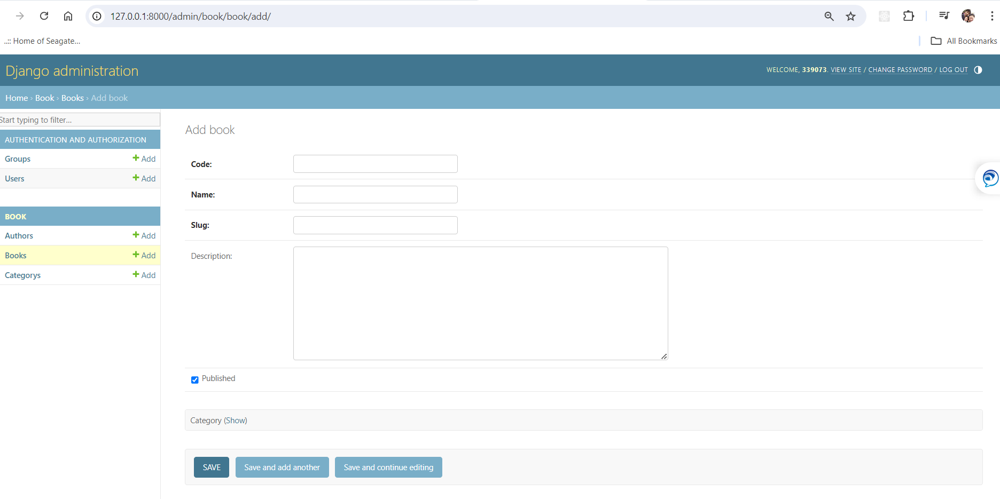 127.0.0.1:8000/admin/book/book/add/
..:: Home of Seagate...
All Bookmarks
Django administration
WELCOME, 339073. VIEW SITE / CHANGE PASSWORD / LOG OUT
Home › Book › Books › Add book
Start typing to filter...
AUTHENTICATION AND AUTHORIZATION
Groups + Add
Users + Add
BOOK
Authors + Add
Books + Add
Categorys + Add
Add book
Code:
Name:
Slug:
Description:
Published
Category (Show)
SAVE Save and add another Save and continue editing